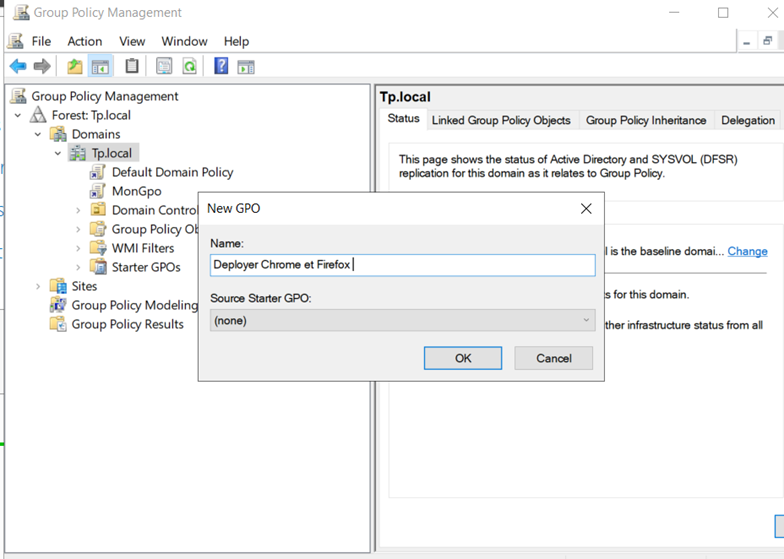 Group Policy Management
File Action View Window Help
Group Policy Management
Forest: Tp.local
Domains
Tp.local
Default Domain Policy
MonGpo
Domain Control
Group Policy Ob
WMI Filters
Starter GPOs
Sites
Group Policy Modeling
Group Policy Results
Tp.local
Status Linked Group Policy Objects Group Policy Inheritance Delegation
This page shows the status of Active Directory and SYSVOL (DFSR)
replication for this domain as it relates to Group Policy.
l is the baseline domai... Change
s for this domain.
ther infrastructure status from all
New GPO
Name:
Deployer Chrome et Firefox
Source Starter GPO:
(none)
OK Cancel